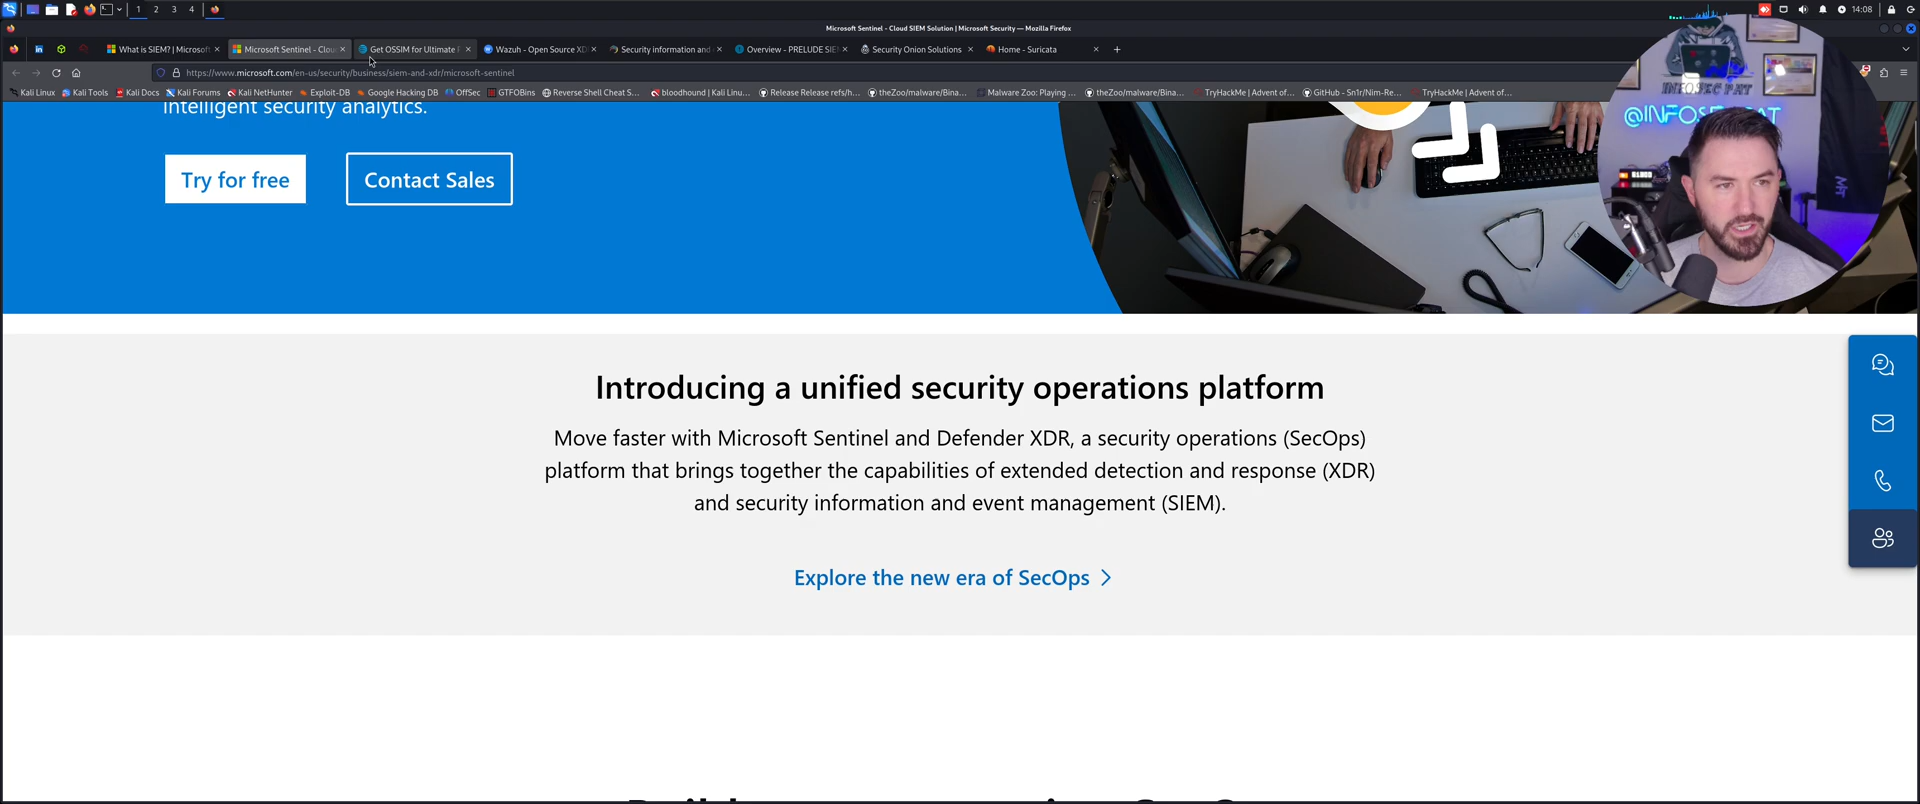 1 2 3 4 14:08
Microsoft Sentinel - Cloud SIEM Solution | Microsoft Security — Mozilla Firefox
What is SIEM? | Microsoft
Microsoft Sentinel - Clou
Get OSSIM for Ultimate
Wazuh - Open Source XD
Security information and
Overview - PRELUDE SIE
Security Onion Solutions
Home - Suricata
https://www.microsoft.com/en-us/security/business/siem-and-xdr/microsoft-sentinel
Kali Linux Kali Tools Kali Docs Kali Forums Kali NetHunter Exploit-DB Google Hacking DB OffSec GTFOBins Reverse Shell Cheat S... bloodhound | Kali Linu... Release Release refs/h... theZoo/malware/Bina... Malware Zoo: Playing ... theZoo/malware/Bina... TryHackMe | Advent of... GitHub - Sn1r/Nim-Re... TryHackMe | Advent of...
intelligent security analytics.
Try for free
Contact Sales
INFOSEC PAT
Introducing a unified security operations platform
Move faster with Microsoft Sentinel and Defender XDR, a security operations (SecOps)
platform that brings together the capabilities of extended detection and response (XDR)
and security information and event management (SIEM).
Explore the new era of SecOps